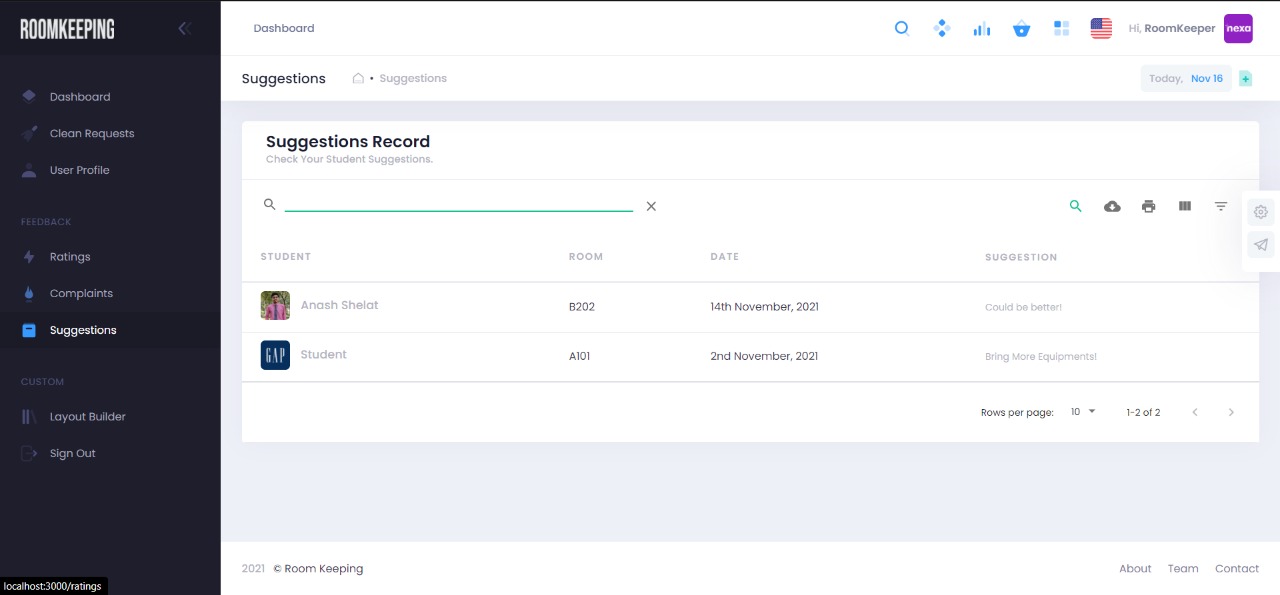 ROOMKEEPING
Dashboard
Clean Requests
User Profile
FEEDBACK
Ratings
Complaints
Suggestions
CUSTOM
Layout Builder
Sign Out
localhost:3000/ratings
Dashboard
Hi, RoomKeeper
nexa
Suggestions • Suggestions
Today, Nov 16
Suggestions Record
Check Your Student Suggestions.
STUDENT ROOM DATE SUGGESTION
Anash Shelat B202 14th November, 2021 Could be better!
GAP Student A101 2nd November, 2021 Bring More Equipments!
Rows per page: 10 1-2 of 2
2021 © Room Keeping About Team Contact